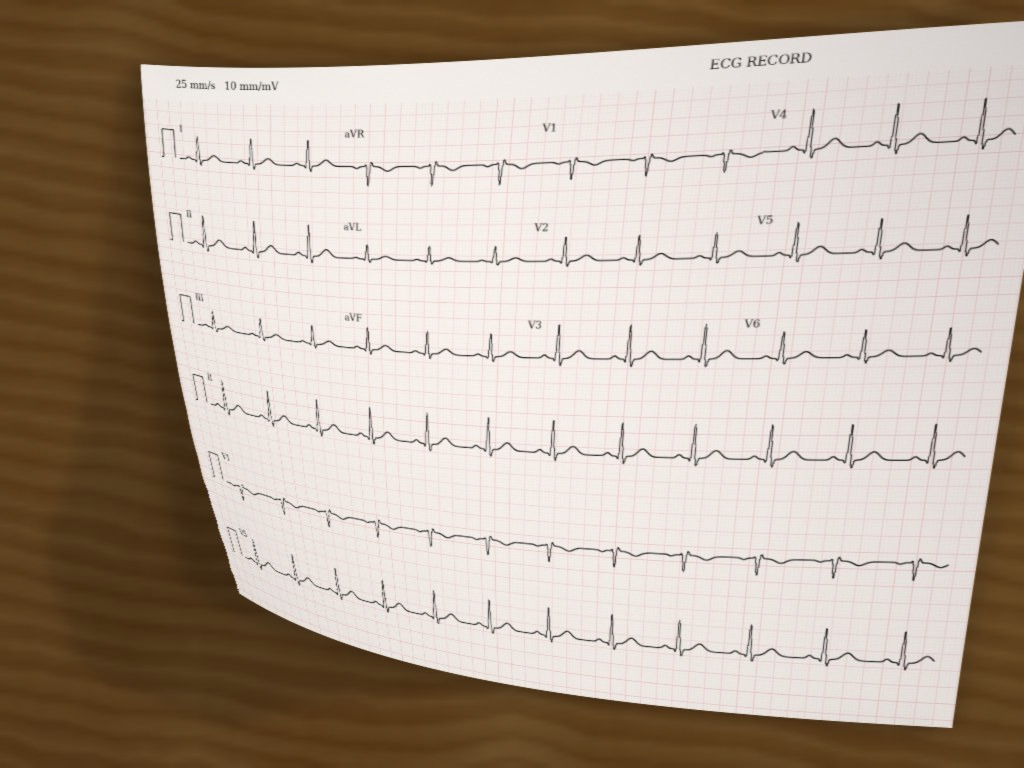 ECG RECORD
25 mm/s 10 mm/mV
I aVR V1 V4
II aVL V2 V5
III aVF V3 V6
II
V1
V5